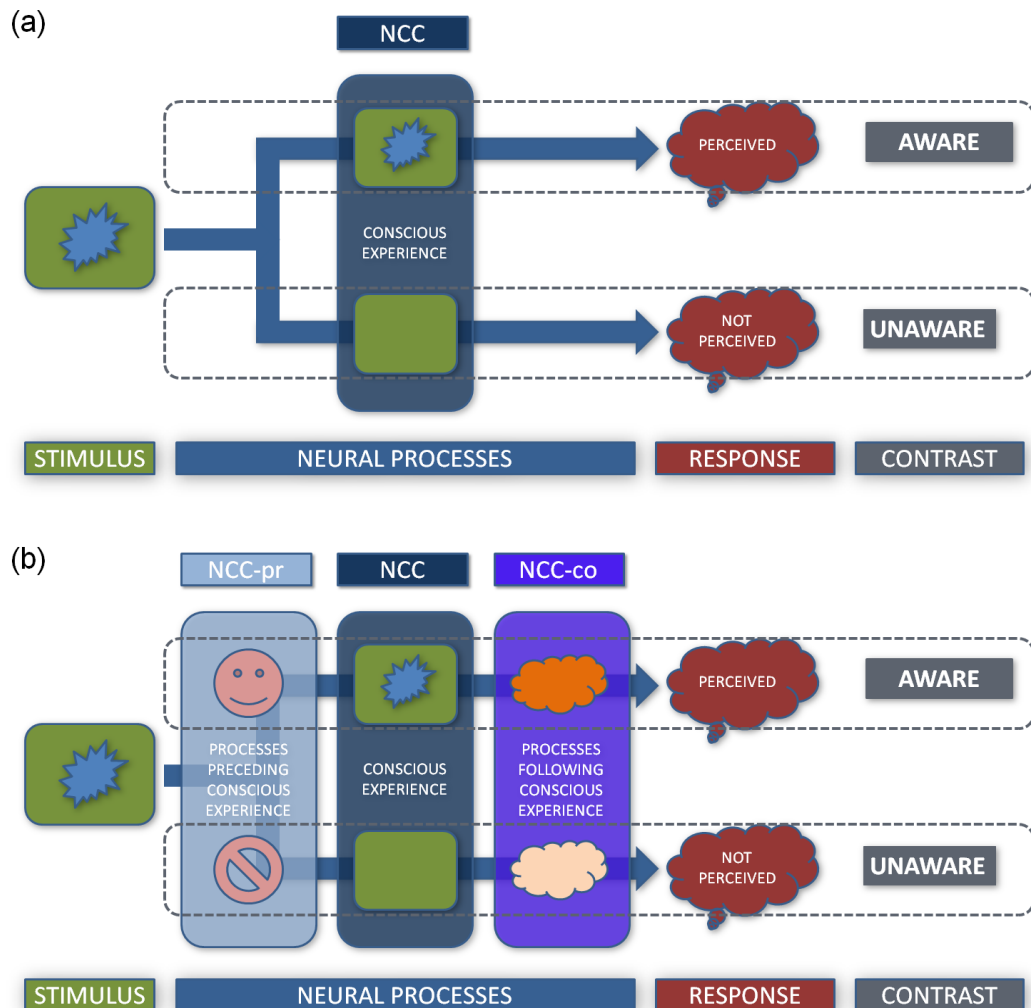 (a)
NCC
PERCEIVED
AWARE
CONSCIOUS
EXPERIENCE
NOT
PERCEIVED
UNAWARE
STIMULUS
NEURAL PROCESSES
RESPONSE
CONTRAST
(b)
NCC-pr
NCC
NCC-co
PERCEIVED
AWARE
PROCESSES
PRECEDING
CONSCIOUS
EXPERIENCE
CONSCIOUS
EXPERIENCE
PROCESSES
FOLLOWING
CONSCIOUS
EXPERIENCE
NOT
PERCEIVED
UNAWARE
STIMULUS
NEURAL PROCESSES
RESPONSE
CONTRAST